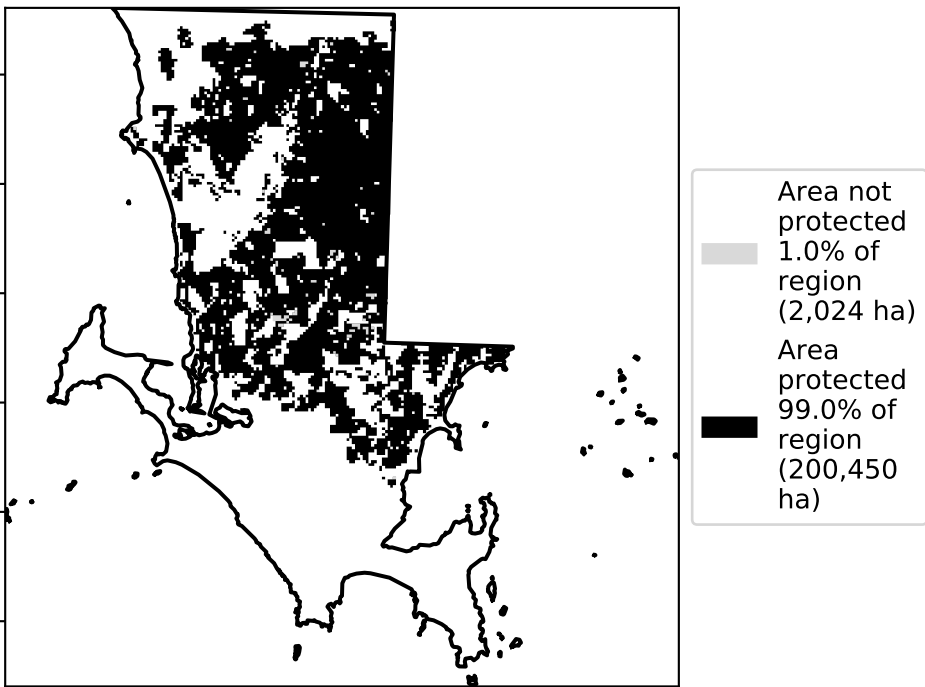 Area not
protected
1.0% of
region
(2,024 ha)
Area
protected
99.0% of
region
(200,450
ha)